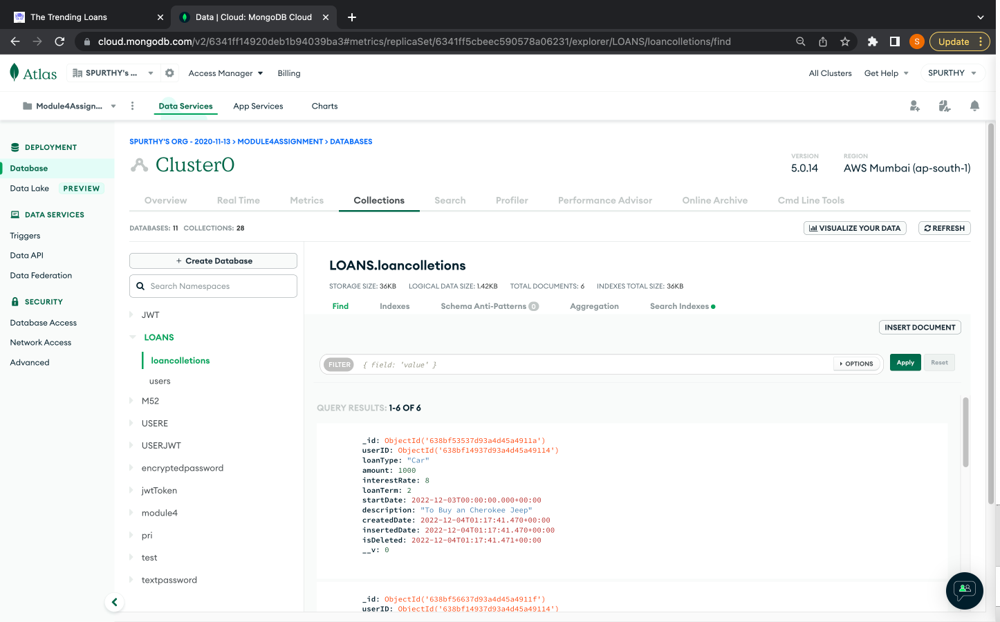 The Trending Loans
Data | Cloud: MongoDB Cloud
cloud.mongodb.com/v2/6341ff14920deb1b94039ba3#metrics/replicaSet/6341ff5cbeec590578a06231/explorer/LOANS/loancolletions/find
S
Update
Atlas
SPURTHY's ...
Access Manager
Billing
All Clusters
Get Help
SPURTHY
Module4Assign...
Data Services
App Services
Charts
DEPLOYMENT
Database
Data Lake
PREVIEW
DATA SERVICES
Triggers
Data API
Data Federation
SECURITY
Database Access
Network Access
Advanced
SPURTHY'S ORG - 2020-11-13 > MODULE4ASSIGNMENT > DATABASES
Cluster0
VERSION
5.0.14
REGION
AWS Mumbai (ap-south-1)
Overview
Real Time
Metrics
Collections
Search
Profiler
Performance Advisor
Online Archive
Cmd Line Tools
DATABASES: 11 COLLECTIONS: 28
VISUALIZE YOUR DATA
REFRESH
+ Create Database
Search Namespaces
JWT
LOANS
loancolletions
users
M52
USERE
USERJWT
encryptedpassword
jwtToken
module4
pri
test
textpassword
LOANS.loancolletions
STORAGE SIZE: 36KB LOGICAL DATA SIZE: 1.42KB TOTAL DOCUMENTS: 6 INDEXES TOTAL SIZE: 36KB
Find
Indexes
Schema Anti-Patterns 0
Aggregation
Search Indexes
INSERT DOCUMENT
FILTER
{ field: 'value' }
OPTIONS
Apply
Reset
QUERY RESULTS: 1-6 OF 6
_id: ObjectId('638bf53537d93a4d45a4911a')
userID: ObjectId('638bf14937d93a4d45a49114')
loanType: "Car"
amount: 1000
interestRate: 8
loanTerm: 2
startDate: 2022-12-03T00:00:00.000+00:00
description: "To Buy an Cherokee Jeep"
createdDate: 2022-12-04T01:17:41.470+00:00
insertedDate: 2022-12-04T01:17:41.470+00:00
isDeleted: 2022-12-04T01:17:41.471+00:00
__v: 0
_id: ObjectId('638bf56637d93a4d45a4911f')
userID: ObjectId('638bf14937d93a4d45a49114')